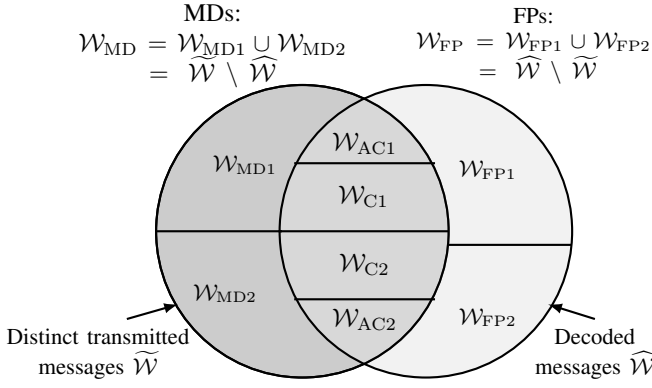 MDs:
𝒲_MD = 𝒲_MD1 ∪ 𝒲_MD2
= 𝒲̃ \ 𝒲̂
FPs:
𝒲_FP = 𝒲_FP1 ∪ 𝒲_FP2
= 𝒲̂ \ 𝒲̃
𝒲_MD1
𝒲_AC1
𝒲_FP1
𝒲_C1
𝒲_C2
𝒲_MD2
𝒲_AC2
𝒲_FP2
Distinct transmitted
messages 𝒲̃
Decoded
messages 𝒲̂